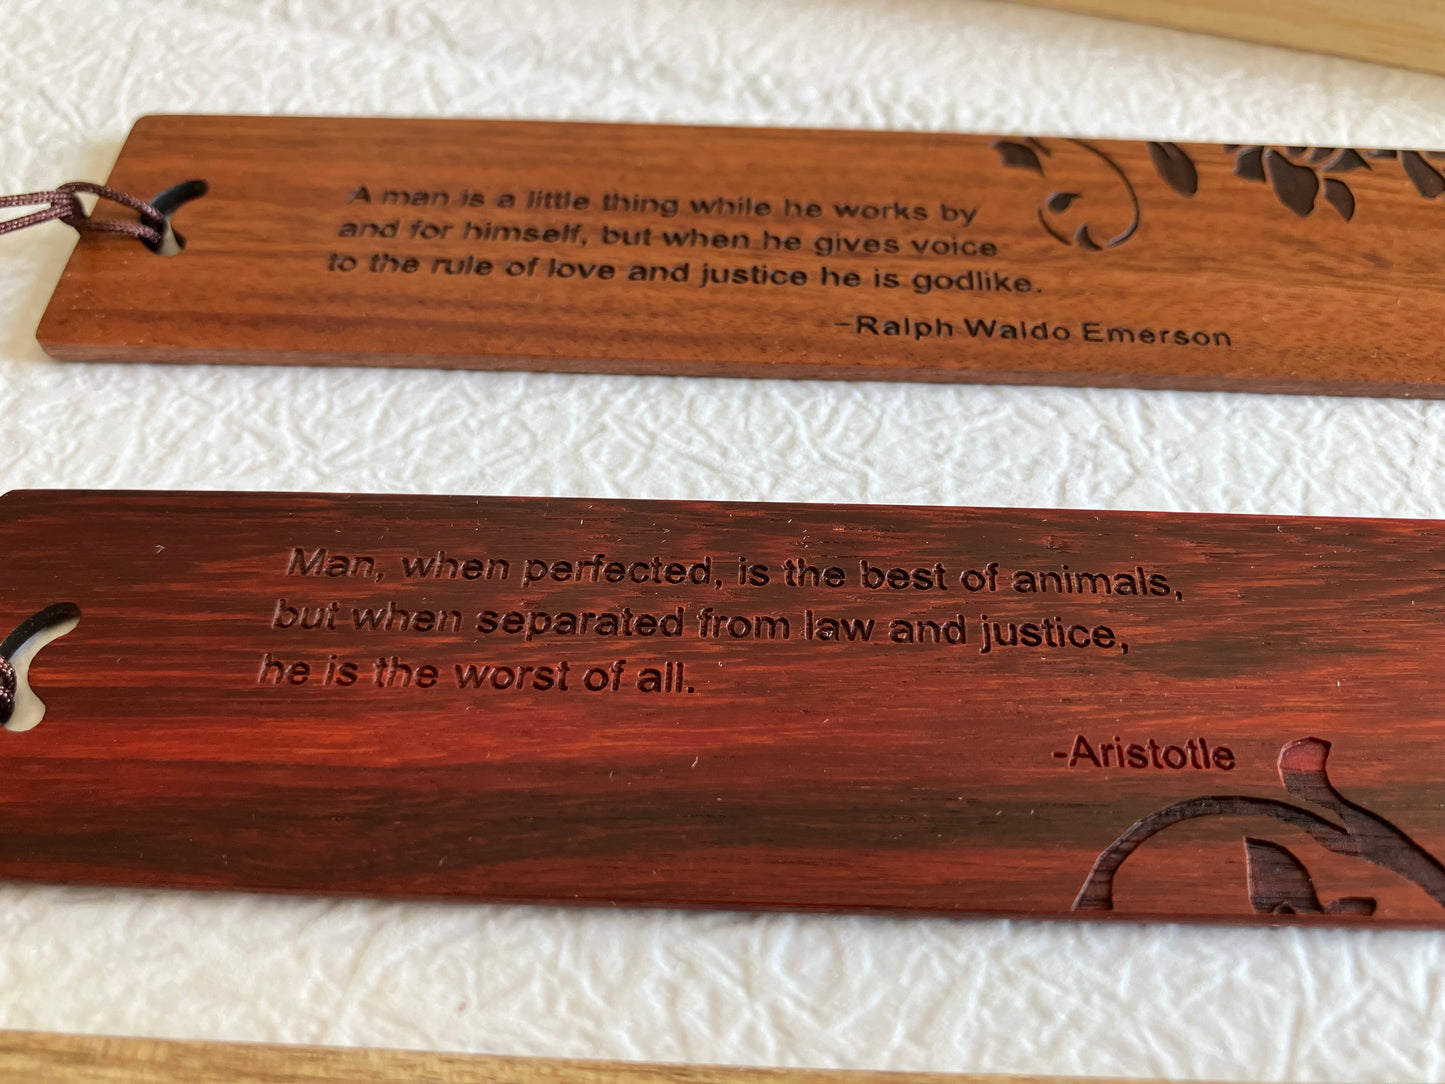 A man is a little thing while he works by
and for himself, but when he gives voice
to the rule of love and justice he is godlike.
–Ralph Waldo Emerson
Man, when perfected, is the best of animals,
but when separated from law and justice,
he is the worst of all.
-Aristotle